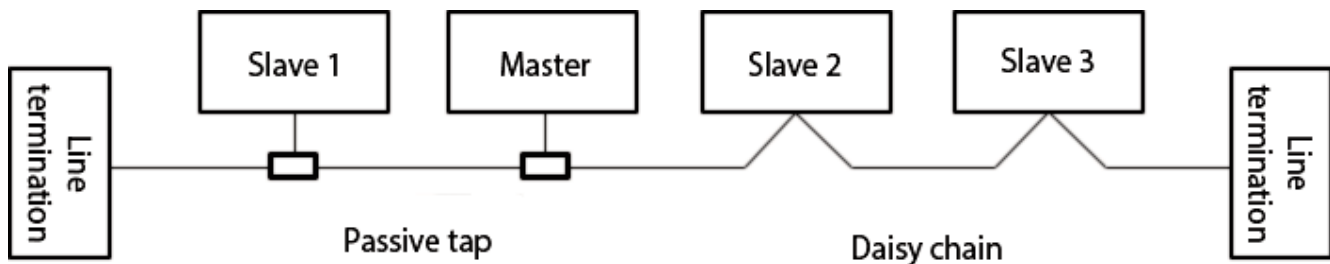 Line
termination
Slave 1
Master
Slave 2
Slave 3
Line
termination
Passive tap
Daisy chain